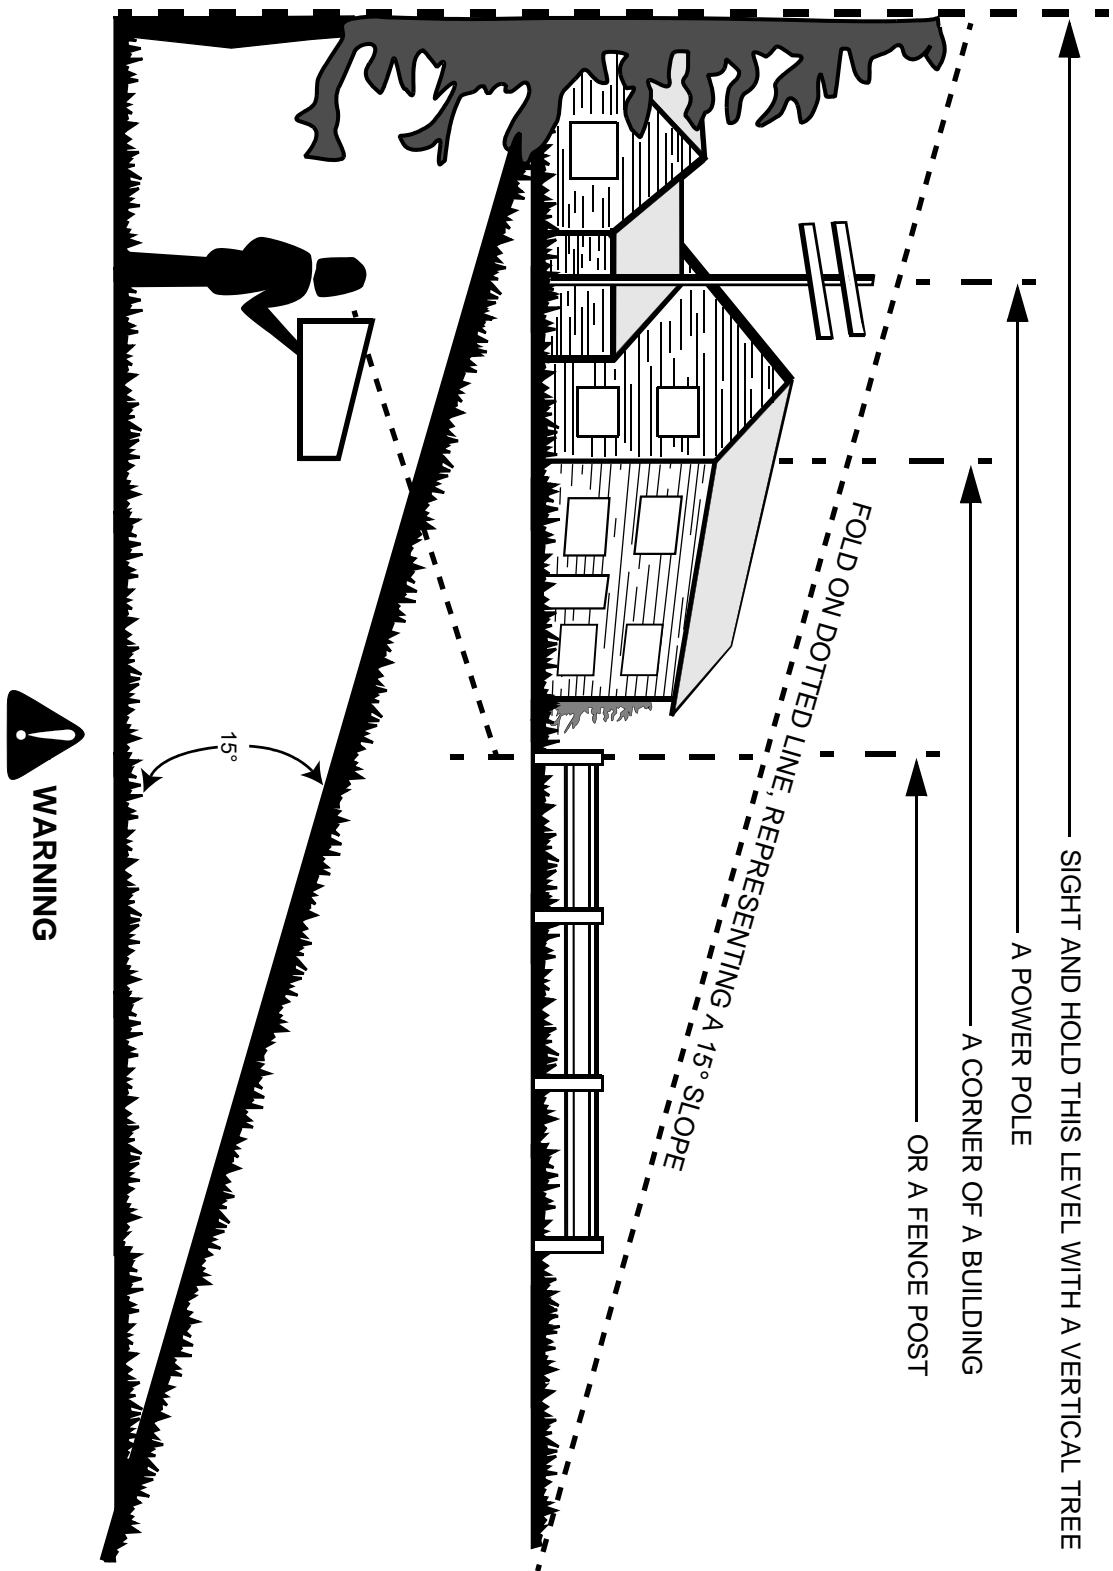 SIGHT AND HOLD THIS LEVEL WITH A VERTICAL TREE
A POWER POLE
A CORNER OF A BUILDING
OR A FENCE POST
FOLD ON DOTTED LINE, REPRESENTING A 15° SLOPE
15°
WARNING